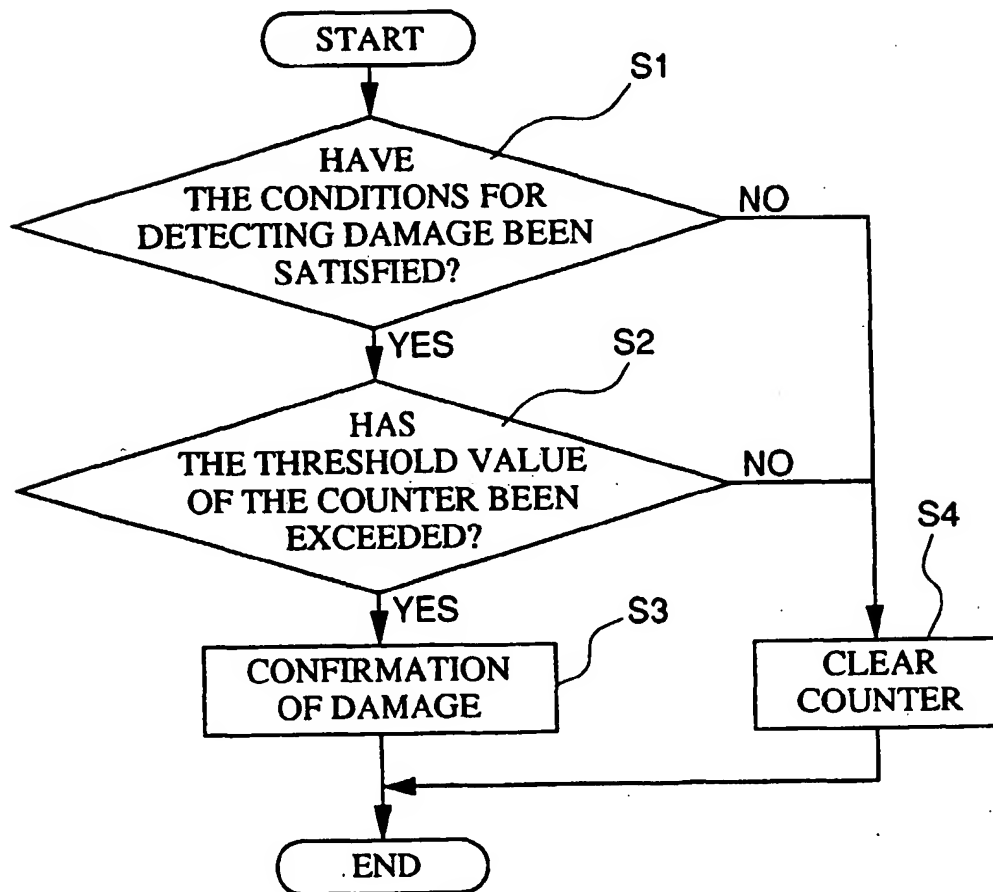 START
S1
HAVE
THE CONDITIONS FOR
DETECTING DAMAGE BEEN
SATISFIED?
NO
YES
S2
HAS
THE THRESHOLD VALUE
OF THE COUNTER BEEN
EXCEEDED?
NO
YES
S3
CONFIRMATION
OF DAMAGE
S4
CLEAR
COUNTER
END